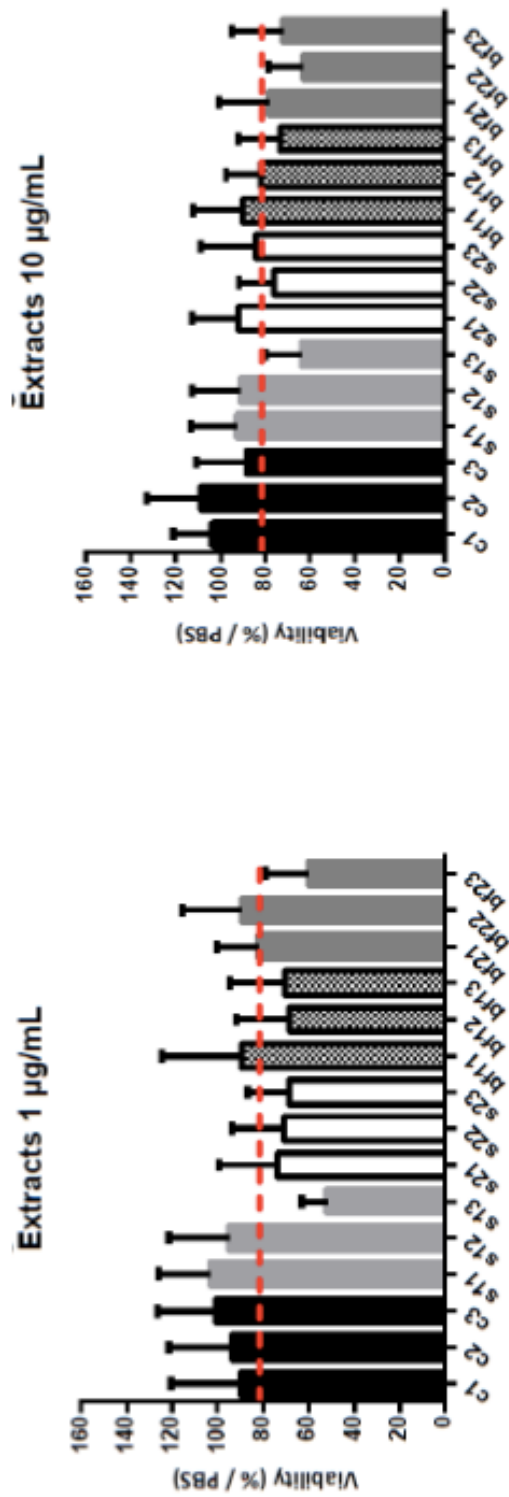 Extracts 1 µg/mL
Viability (% / PBS)
160
140
120
100
80
60
40
20
0
c1
c2
c3
s11
s12
s13
s21
s22
s23
bf11
bf12
bf13
bf21
bf22
bf23
Extracts 10 µg/mL
Viability (% / PBS)
160
140
120
100
80
60
40
20
0
c1
c2
c3
s11
s12
s13
s21
s22
s23
bf11
bf12
bf13
bf21
bf22
bf23